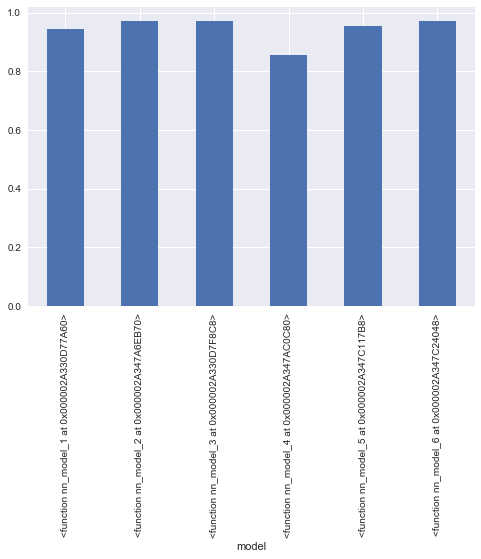 1.0
0.8
0.6
0.4
0.2
0.0
<function nn_model_1 at 0x000002A330D77A60>
<function nn_model_2 at 0x000002A347A6EB70>
<function nn_model_3 at 0x000002A330D7F8C8>
<function nn_model_4 at 0x000002A347AC0C80>
<function nn_model_5 at 0x000002A347C117B8>
<function nn_model_6 at 0x000002A347C24048>
model